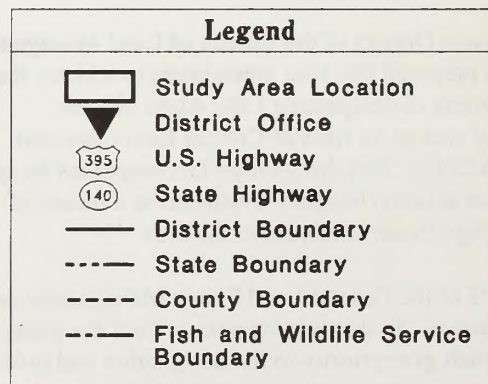 Legend
Study Area Location
District Office
395 U.S. Highway
140 State Highway
District Boundary
State Boundary
County Boundary
Fish and Wildlife Service
Boundary